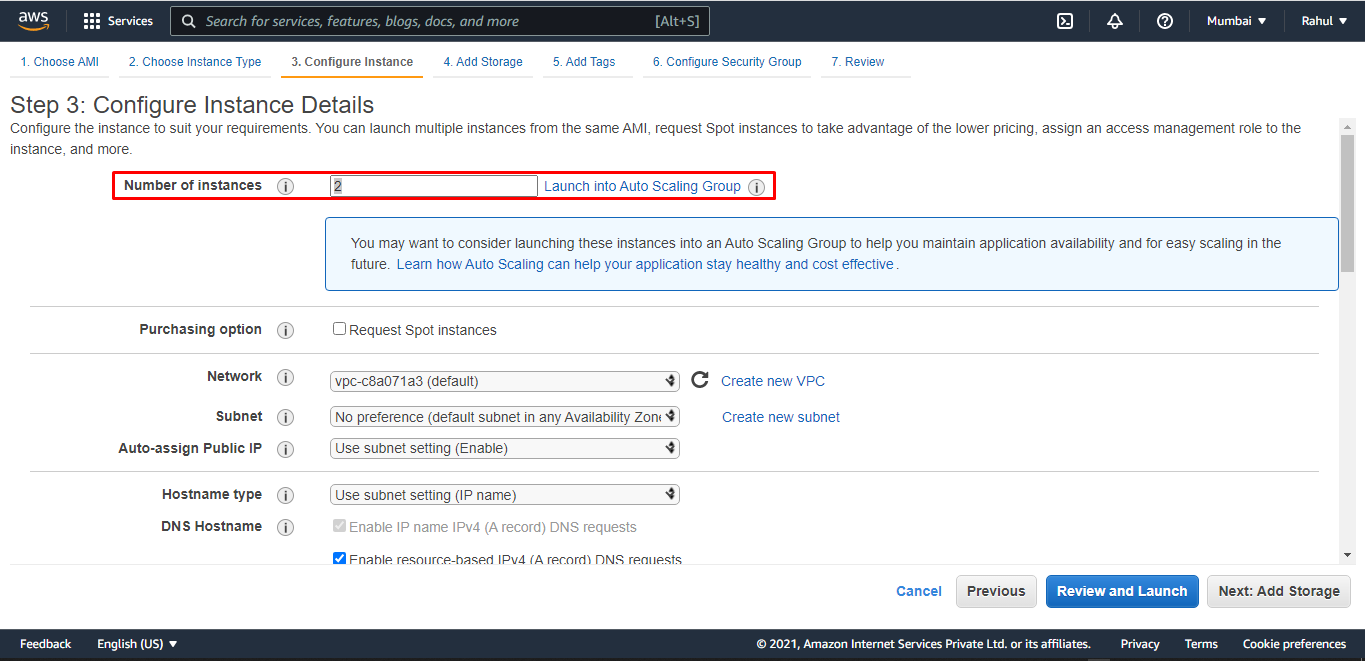 aws Services Search for services, features, blogs, docs, and more [Alt+S] Mumbai Rahul
1. Choose AMI 2. Choose Instance Type 3. Configure Instance 4. Add Storage 5. Add Tags 6. Configure Security Group 7. Review
Step 3: Configure Instance Details
Configure the instance to suit your requirements. You can launch multiple instances from the same AMI, request Spot instances to take advantage of the lower pricing, assign an access management role to the
instance, and more.
Number of instances i 2 Launch into Auto Scaling Group i
You may want to consider launching these instances into an Auto Scaling Group to help you maintain application availability and for easy scaling in the
future. Learn how Auto Scaling can help your application stay healthy and cost effective.
Purchasing option i Request Spot instances
Network i vpc-c8a071a3 (default) Create new VPC
Subnet i No preference (default subnet in any Availability Zone Create new subnet
Auto-assign Public IP i Use subnet setting (Enable)
Hostname type i Use subnet setting (IP name)
DNS Hostname i Enable IP name IPv4 (A record) DNS requests
Enable resource-based IPv4 (A record) DNS requests
Cancel Previous Review and Launch Next: Add Storage
Feedback English (US) © 2021, Amazon Internet Services Private Ltd. or its affiliates. Privacy Terms Cookie preferences